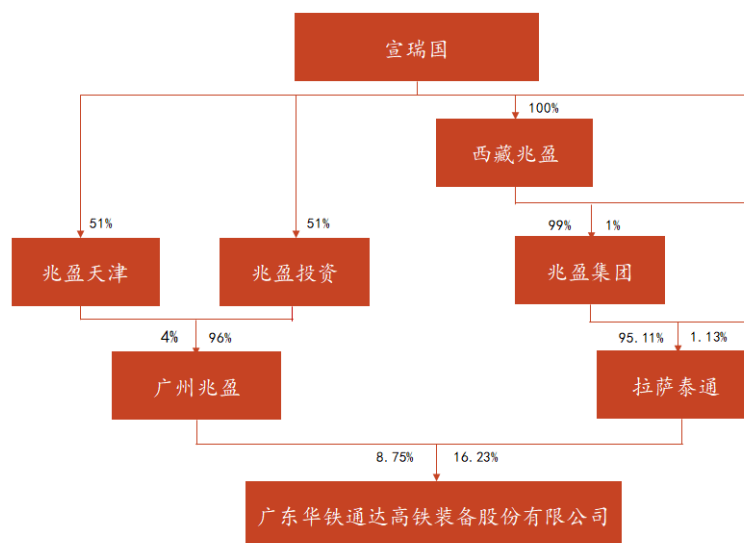 宣瑞国
100%
西藏兆盈
51%
51%
99%
1%
兆盈天津
兆盈投资
兆盈集团
4%
96%
95.11%
1.13%
广州兆盈
拉萨泰通
8.75%
16.23%
广东华铁通达高铁装备股份有限公司